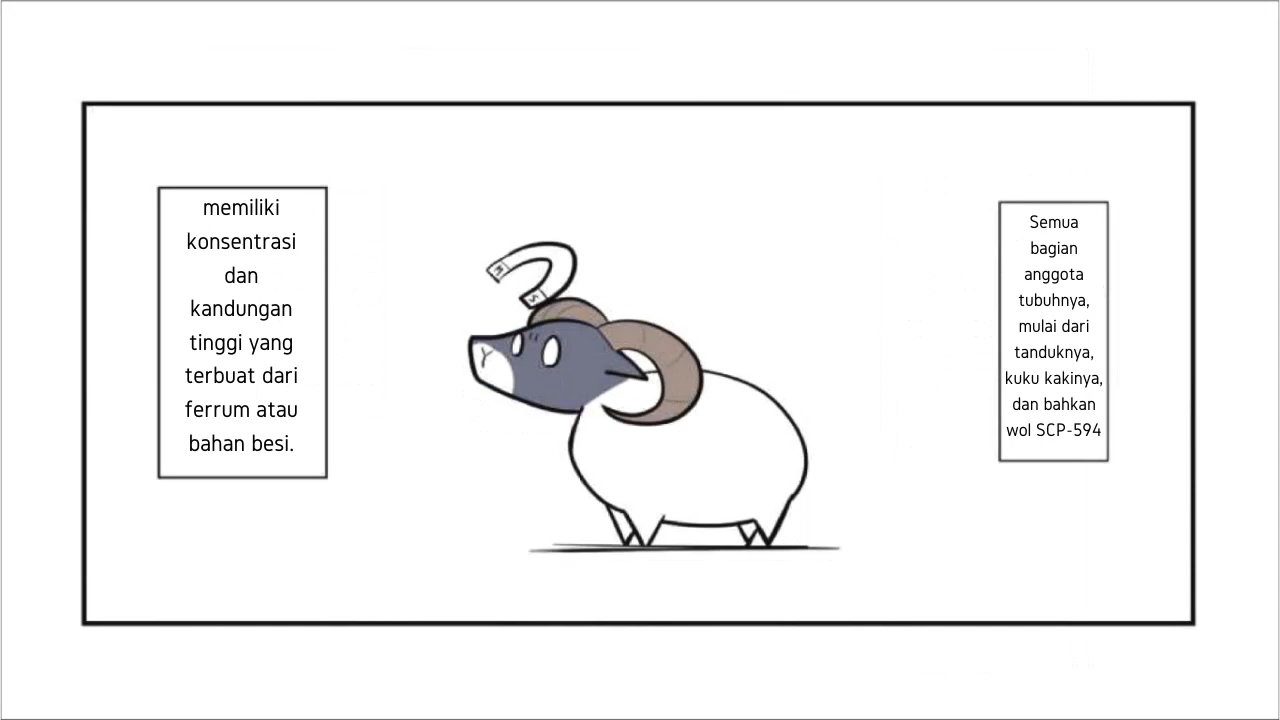 Semua
bagian
anggota
tubuhnya,
mulai dari
tanduknya,
kuku kakinya,
dan bahkan
wol SCP-594
N
S
memiliki
konsentrasi
dan
kandungan
tinggi yang
terbuat dari
ferrum atau
bahan besi.